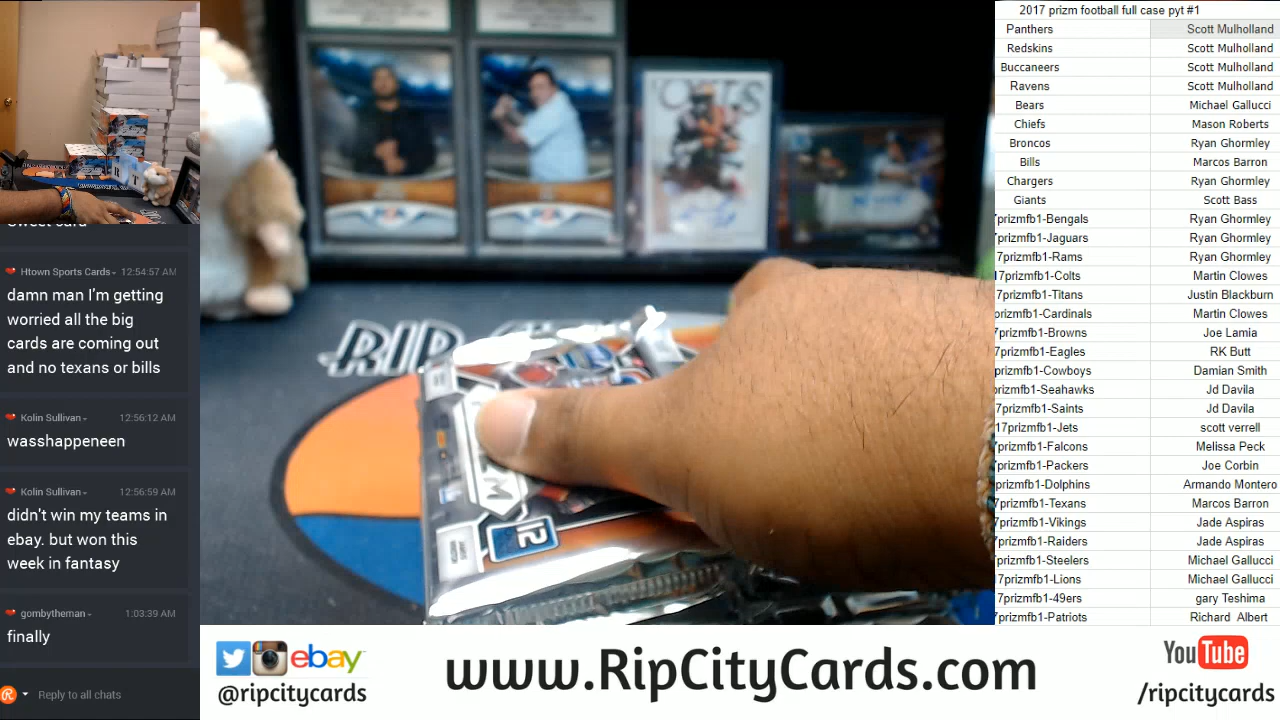 2017 prizm football full case pyt #1
Panthers Scott Mulholland
Redskins Scott Mulholland
Buccaneers Scott Mulholland
Ravens Scott Mulholland
Bears Michael Gallucci
Chiefs Mason Roberts
Broncos Ryan Ghormley
Bills Marcos Barron
Chargers Ryan Ghormley
Giants Scott Bass
7prizmfb1-Bengals Ryan Ghormley
7prizmfb1-Jaguars Ryan Ghormley
7prizmfb1-Rams Ryan Ghormley
17prizmfb1-Colts Martin Clowes
7prizmfb1-Titans Justin Blackburn
prizmfb1-Cardinals Martin Clowes
7prizmfb1-Browns Joe Lamia
7prizmfb1-Eagles RK Butt
prizmfb1-Cowboys Damian Smith
prizmfb1-Seahawks Jd Davila
7prizmfb1-Saints Jd Davila
17prizmfb1-Jets scott verrell
7prizmfb1-Falcons Melissa Peck
7prizmfb1-Packers Joe Corbin
prizmfb1-Dolphins Armando Montero
7prizmfb1-Texans Marcos Barron
7prizmfb1-Vikings Jade Aspiras
7prizmfb1-Raiders Jade Aspiras
7prizmfb1-Steelers Michael Gallucci
7prizmfb1-Lions Michael Gallucci
7prizmfb1-49ers gary Teshima
7prizmfb1-Patriots Richard Albert
Htown Sports Cards 12:54:57 AM
damn man I'm getting
worried all the big
cards are coming out
and no texans or bills
Kolin Sullivan 12:56:12 AM
wasshappeneen
Kolin Sullivan 12:56:59 AM
didn't win my teams in
ebay. but won this
week in fantasy
gombytheman 1:03:39 AM
finally
Reply to all chats
RIP
12
ebay
@ripcitycards
www.RipCityCards.com
YouTube
/ripcitycards